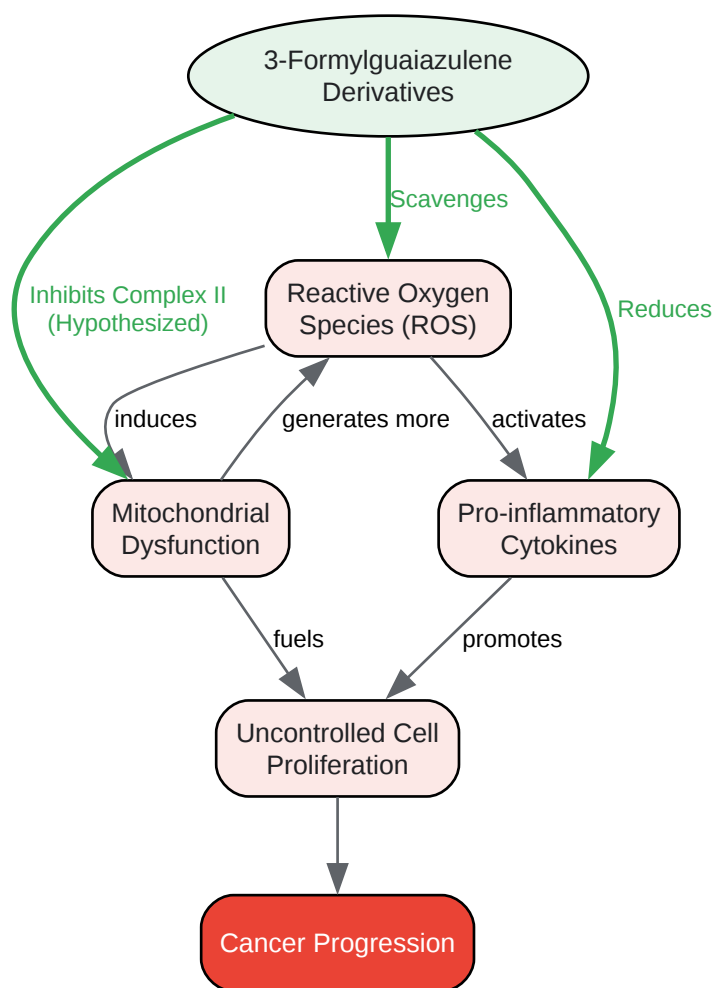 3-Formylguaiazulene
Derivatives
Scavenges
Inhibits Complex II
(Hypothesized)
Reactive Oxygen
Species (ROS)
Reduces
induces
generates more
activates
Mitochondrial
Dysfunction
Pro-inflammatory
Cytokines
fuels
promotes
Uncontrolled Cell
Proliferation
Cancer Progression